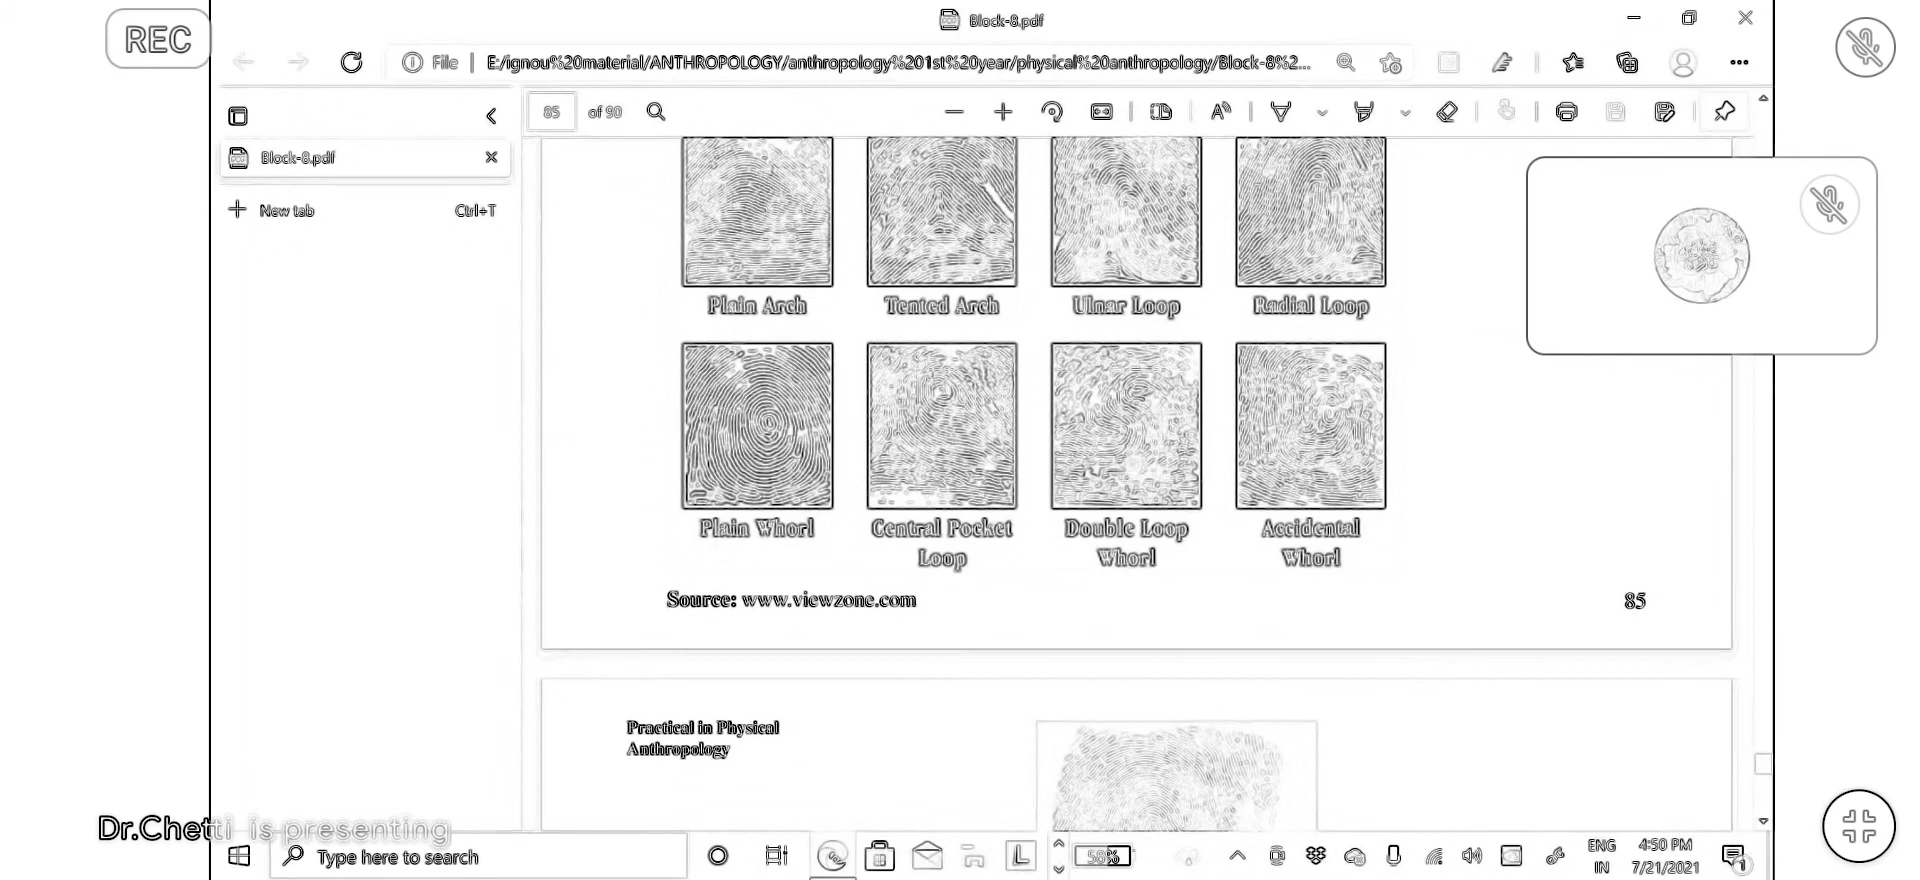 REC
Block-8.pdf
File
E:/ignou%20material/ANTHROPOLOGY/anthropology%201st%20year/physical%20anthropology/Block-8%2...
85 of 90
Block-8.pdf
New tab Ctrl+T
Plain Arch Tented Arch Ulnar Loop Radial Loop
Plain Whorl Central Pocket Double Loop Accidental
Loop Whorl Whorl
Source: www.viewzone.com 85
Practical in Physical
Anthropology
Dr.Chetti is presenting
Type here to search
58%
ENG 4:50 PM
IN 7/21/2021
1